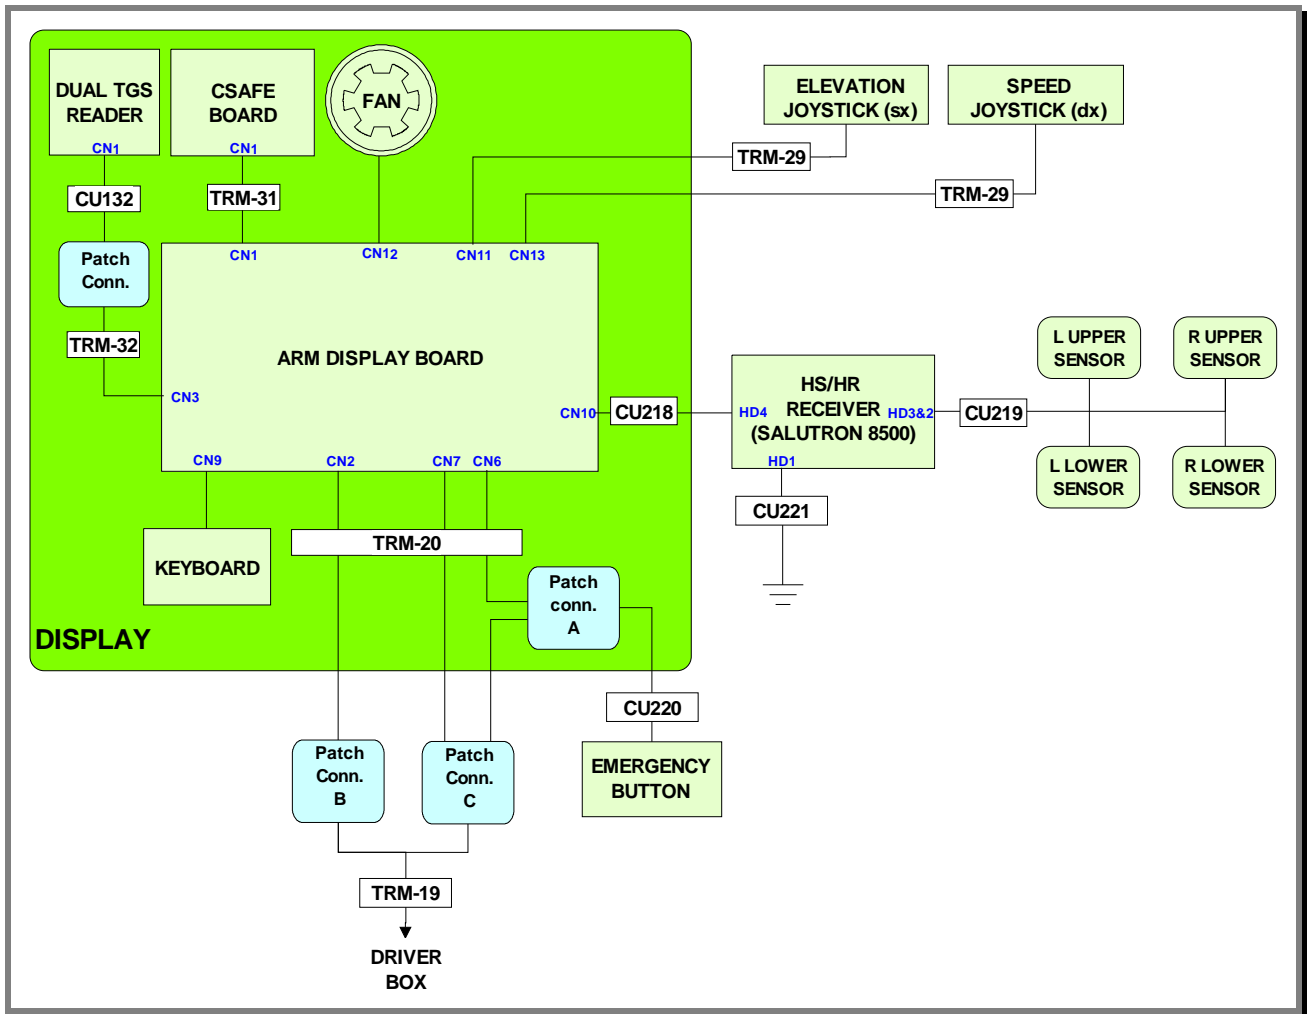 DUAL TGS
READER
CN1
CSAFE
BOARD
CN1
FAN
ELEVATION
JOYSTICK (sx)
SPEED
JOYSTICK (dx)
TRM-29
TRM-29
CU132
TRM-31
Patch
Conn.
TRM-32
CN1
CN12
CN11
CN13
ARM DISPLAY BOARD
CN3
CN10
CN9
CN2
CN7
CN6
CU218
HS/HR
RECEIVER
(SALUTRON 8500)
HD4
HD3&2
HD1
CU219
L UPPER
SENSOR
R UPPER
SENSOR
L LOWER
SENSOR
R LOWER
SENSOR
CU221
KEYBOARD
TRM-20
Patch
conn.
A
DISPLAY
CU220
EMERGENCY
BUTTON
Patch
Conn.
B
Patch
Conn.
C
TRM-19
DRIVER
BOX